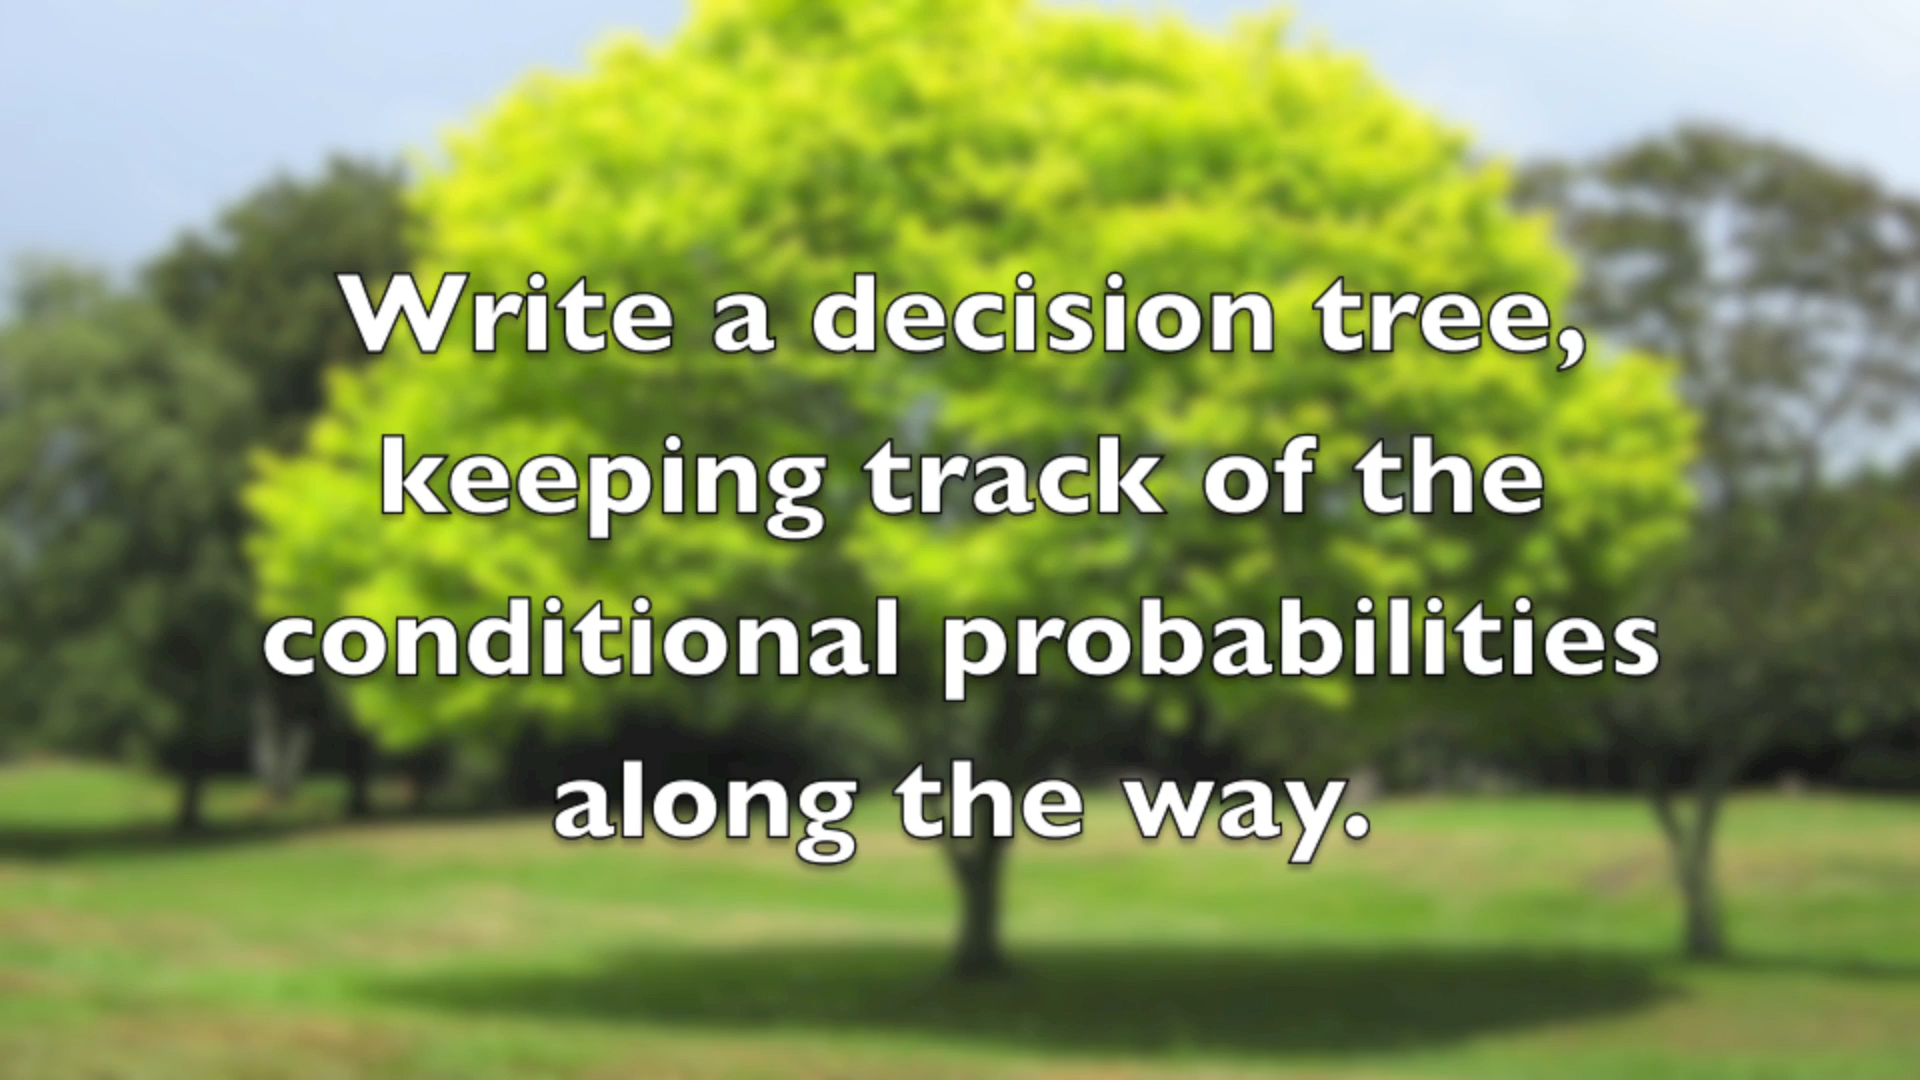 Write a decision tree,
keeping track of the
conditional probabilities
along the way.